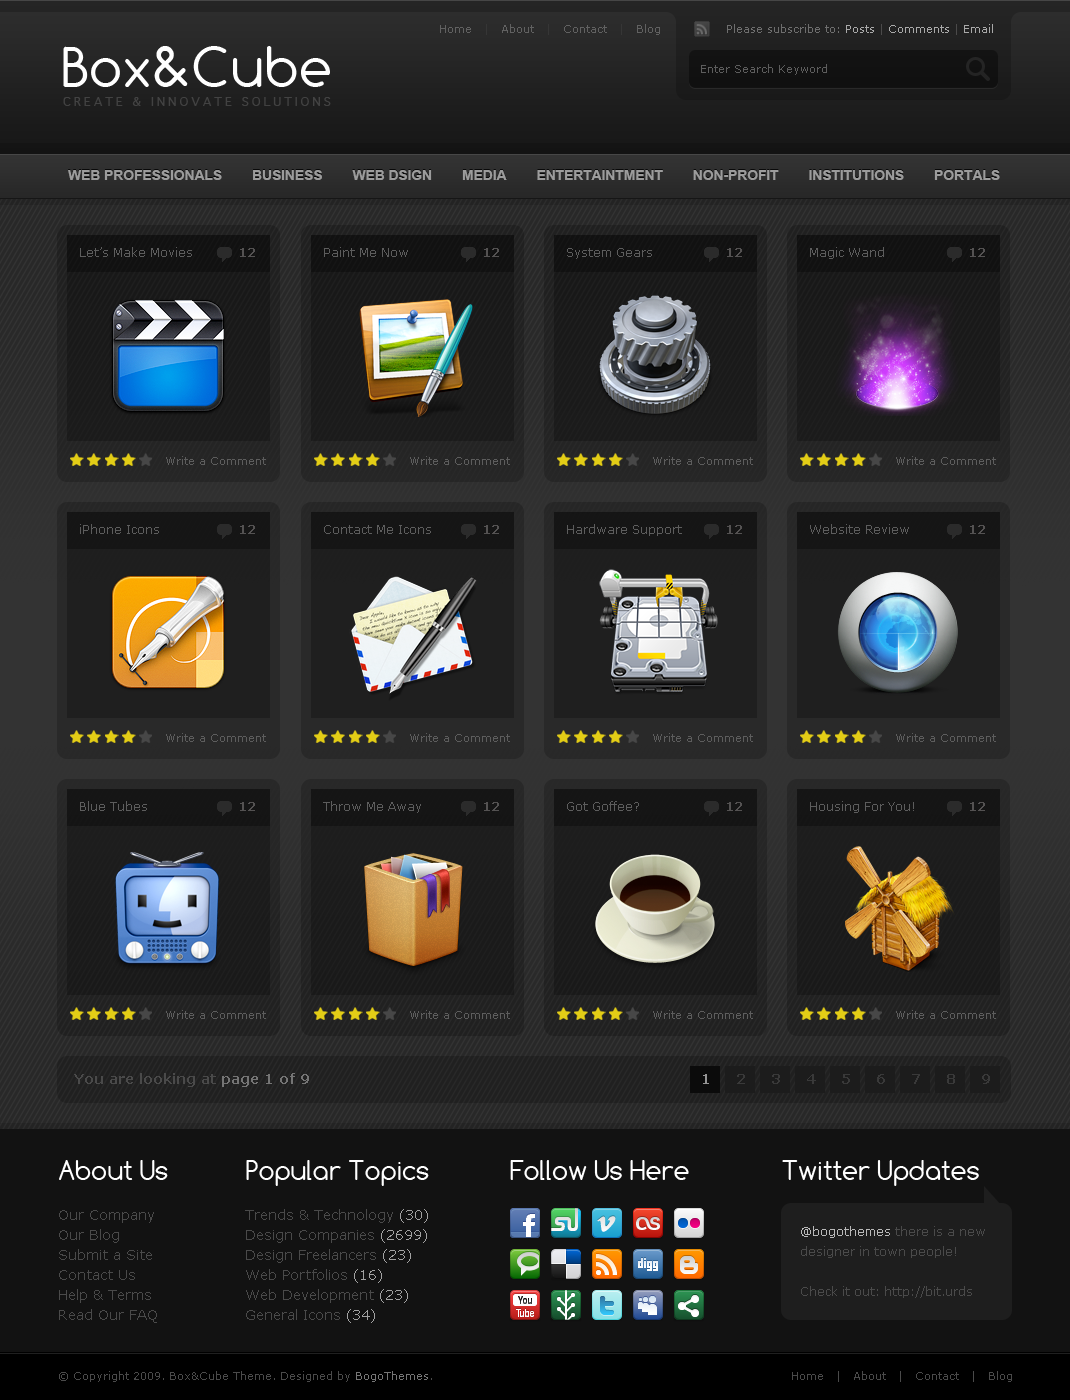 Home | About | Contact | Blog
Please subscribe to: Posts | Comments | Email
Box&Cube
CREATE & INNOVATE SOLUTIONS
Enter Search Keyword
WEB PROFESSIONALS BUSINESS WEB DSIGN MEDIA ENTERTAINTMENT NON-PROFIT INSTITUTIONS PORTALS
Let's Make Movies 12 Paint Me Now 12 System Gears 12 Magic Wand 12
Write a Comment Write a Comment Write a Comment Write a Comment
iPhone Icons 12 Contact Me Icons 12 Hardware Support 12 Website Review 12
Write a Comment Write a Comment Write a Comment Write a Comment
Blue Tubes 12 Throw Me Away 12 Got Goffee? 12 Housing For You! 12
Write a Comment Write a Comment Write a Comment Write a Comment
You are looking at page 1 of 9 1 2 3 4 5 6 7 8 9
About Us
Our Company
Our Blog
Submit a Site
Contact Us
Help & Terms
Read Our FAQ
Popular Topics
Trends & Technology (30)
Design Companies (2699)
Design Freelancers (23)
Web Portfolios (16)
Web Development (23)
General Icons (34)
Follow Us Here
digg
You
Tube
Twitter Updates
@bogothemes there is a new
designer in town people!
Check it out: http://bit.urds
© Copyright 2009. Box&Cube Theme. Designed by BogoThemes.
Home | About | Contact | Blog